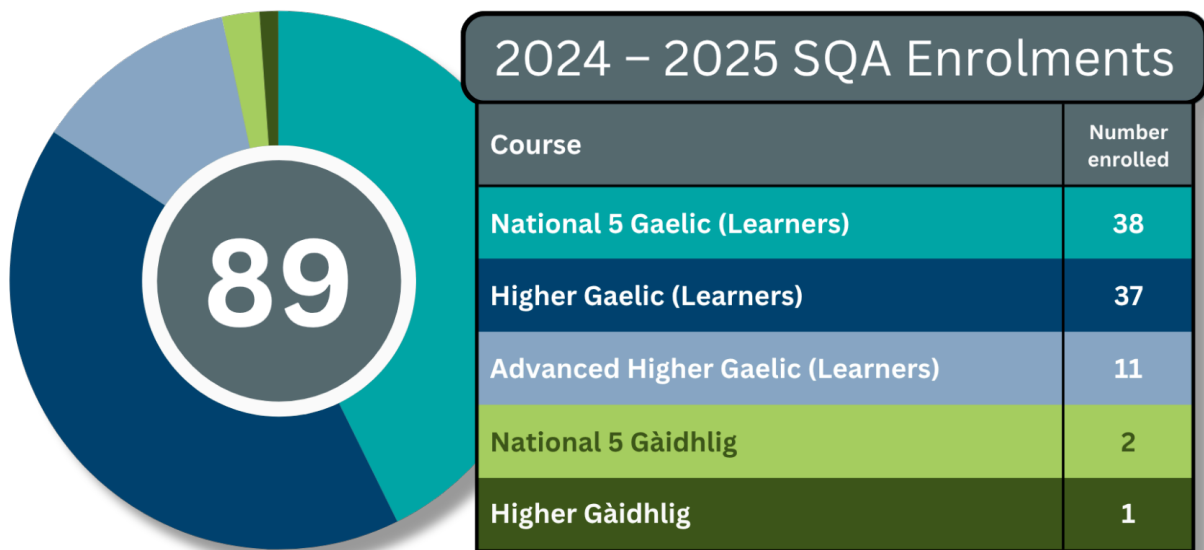 89
2024 – 2025 SQA Enrolments
Course
Number
enrolled
National 5 Gaelic (Learners) 38
Higher Gaelic (Learners) 37
Advanced Higher Gaelic (Learners) 11
National 5 Gàidhlig 2
Higher Gàidhlig 1